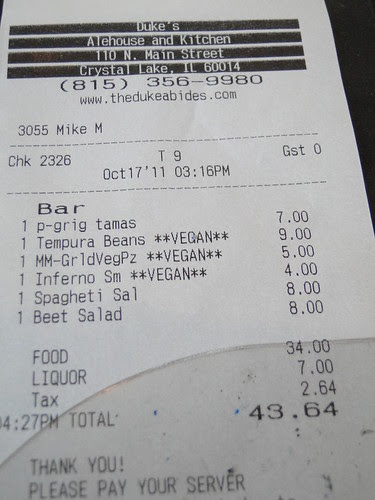 Duke's
Alehouse and Kitchen
110 N. Main Streets
Crystal Lake, IL 60014
(815) 356-9980
www.thedukeabides.com
3055 Mike M
Chk 2326 T 9 Gst 0
Oct17'11 03:16PM
Bar
1 p-grig tamas 7.00
1 Tempura Beans **VEGAN** 9.00
1 MM-GrldVegPz **VEGAN** 5.00
1 Inferno Sm **VEGAN** 4.00
1 Spagheti Sal 8.00
1 Beet Salad 8.00
FOOD 34.00
LIQUOR 7.00
Tax 2.64
04:27PM TOTAL 43.64
THANK YOU!
PLEASE PAY YOUR SERVER